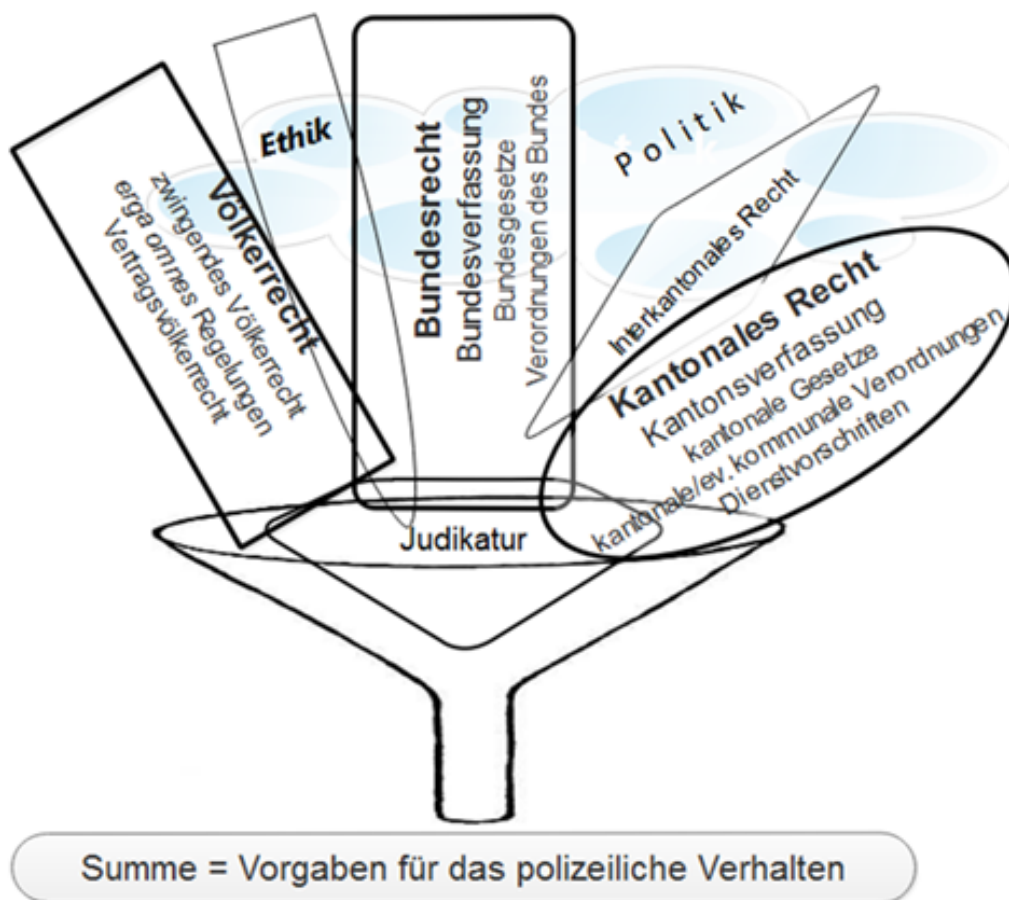 Ethik
Politik
Völkerrecht
zwingendes Völkerrecht
erga omnes Regelungen
Vertragsvölkerrecht
Bundesrecht
Bundesverfassung
Bundesgesetze
Verordnungen des Bundes
Interkantonales Recht
Kantonales Recht
Kantonsverfassung
kantonale Gesetze
kantonale/ev. kommunale Verordnungen
Dienstvorschriften
Judikatur
Summe = Vorgaben für das polizeiliche Verhalten